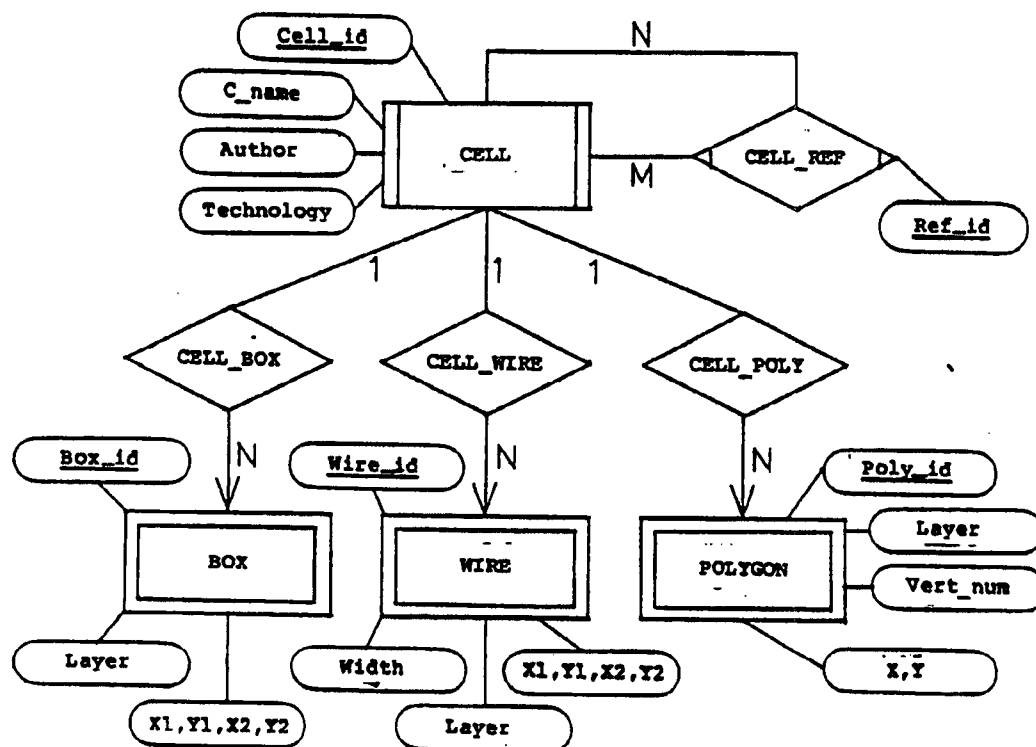 Cell_id
N
C_name
Author
CELL
CELL_REF
M
Technology
Ref_id
1
1
1
CELL_BOX
CELL_WIRE
CELL_POLY
Box_id
N
Wire_id
N
N
Poly_id
Layer
BOX
WIRE
POLYGON
Vert_num
Layer
Width
X1,Y1,X2,Y2
X,Y
X1,Y1,X2,Y2
Layer